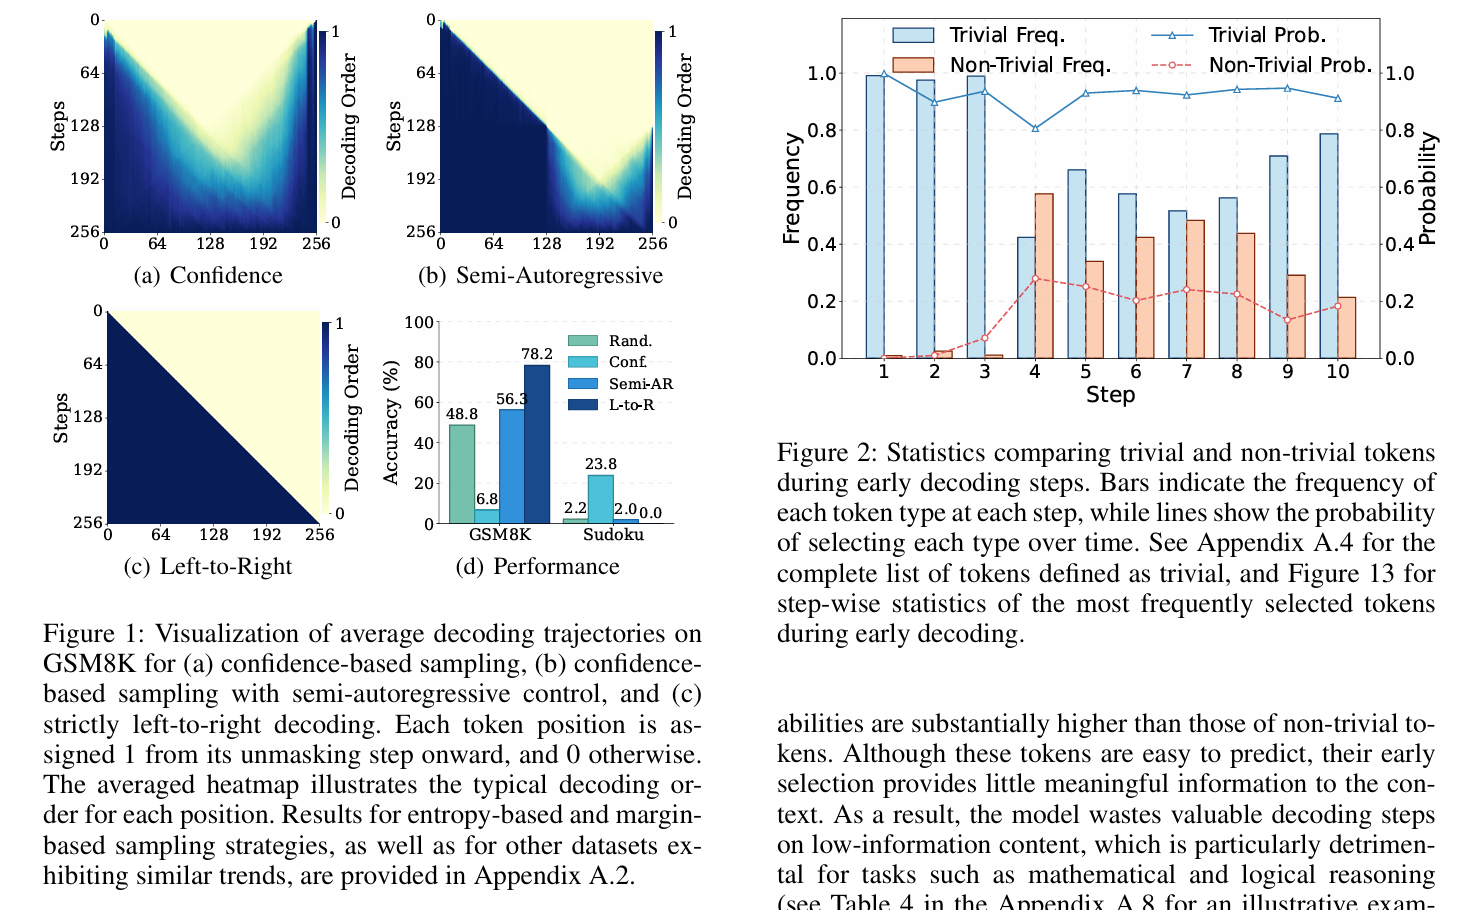 0
64
128
192
256
Steps
0 64 128 192 256
1
0
Decoding Order
(a) Confidence
0
64
128
192
256
Steps
0 64 128 192 256
1
0
Decoding Order
(b) Semi-Autoregressive
0
64
128
192
256
Steps
0 64 128 192 256
1
0
Decoding Order
(c) Left-to-Right
100
80
60
40
20
0
Accuracy (%)
Rand.
Conf.
Semi-AR
L-to-R
48.8
6.8
56.3
78.2
2.2
23.8
2.0
0.0
GSM8K Sudoku
(d) Performance
Figure 1: Visualization of average decoding trajectories on
GSM8K for (a) confidence-based sampling, (b) confidence-
based sampling with semi-autoregressive control, and (c)
strictly left-to-right decoding. Each token position is as-
signed 1 from its unmasking step onward, and 0 otherwise.
The averaged heatmap illustrates the typical decoding or-
der for each position. Results for entropy-based and margin-
based sampling strategies, as well as for other datasets ex-
hibiting similar trends, are provided in Appendix A.2.
Trivial Freq.
Non-Trivial Freq.
Trivial Prob.
Non-Trivial Prob.
1.0
0.8
0.6
0.4
0.2
0.0
Frequency
1.0
0.8
0.6
0.4
0.2
0.0
Probability
1 2 3 4 5 6 7 8 9 10
Step
Figure 2: Statistics comparing trivial and non-trivial tokens
during early decoding steps. Bars indicate the frequency of
each token type at each step, while lines show the probability
of selecting each type over time. See Appendix A.4 for the
complete list of tokens defined as trivial, and Figure 13 for
step-wise statistics of the most frequently selected tokens
during early decoding.
abilities are substantially higher than those of non-trivial to-
kens. Although these tokens are easy to predict, their early
selection provides little meaningful information to the con-
text. As a result, the model wastes valuable decoding steps
on low-information content, which is particularly detrimen-
tal for tasks such as mathematical and logical reasoning
(see Table 4 in the Appendix A.8 for an illustrative exam-